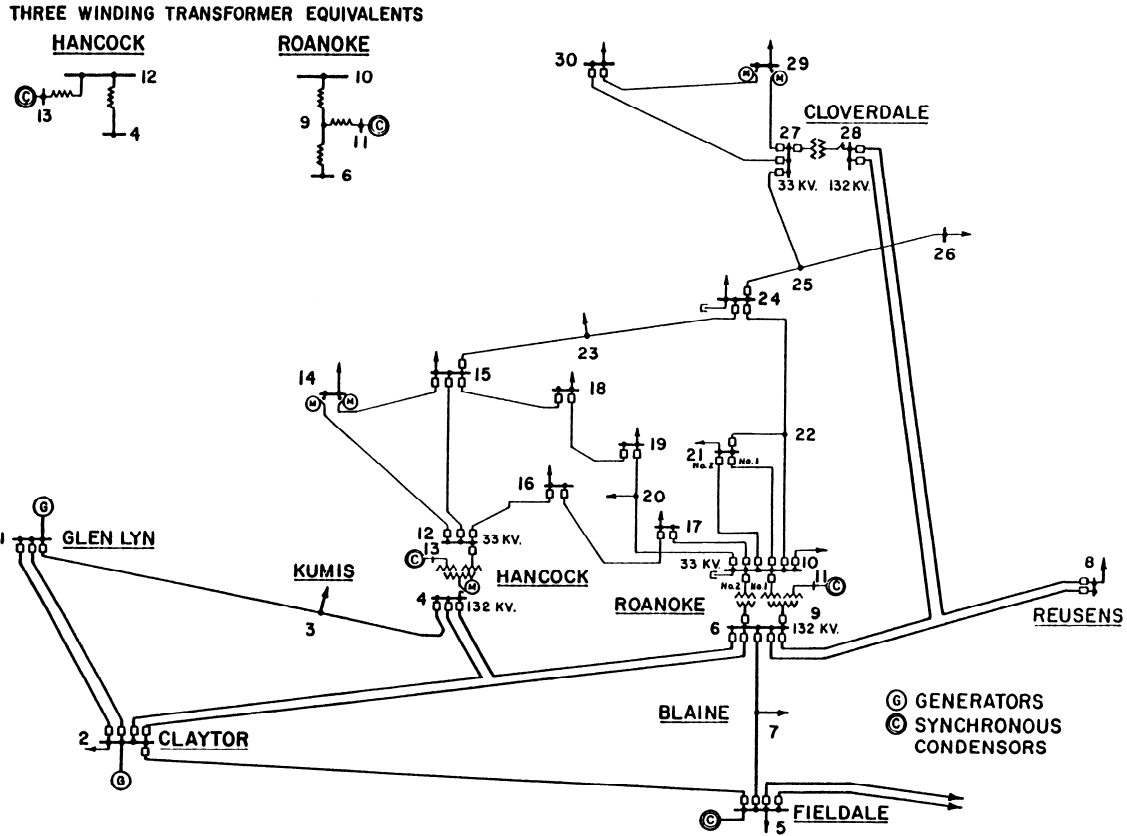 THREE WINDING TRANSFORMER EQUIVALENTS
HANCOCK
ROANOKE
12
C
13
4
10
9
C
11
6
30
29
M
M
CLOVERDALE
27
28
33 KV.
132 KV.
26
25
24
23
14
M
M
15
18
19
22
21
No.2
No.1
16
20
17
G
1
GLEN LYN
12
33 KV.
C
13
HANCOCK
M
KUMIS
3
4
132 KV.
33 KV.
10
No.2
No.1
11
C
ROANOKE
9
6
132 KV.
8
REUSENS
BLAINE
7
G GENERATORS
C SYNCHRONOUS
CONDENSORS
2
CLAYTOR
G
C
5
FIELDALE